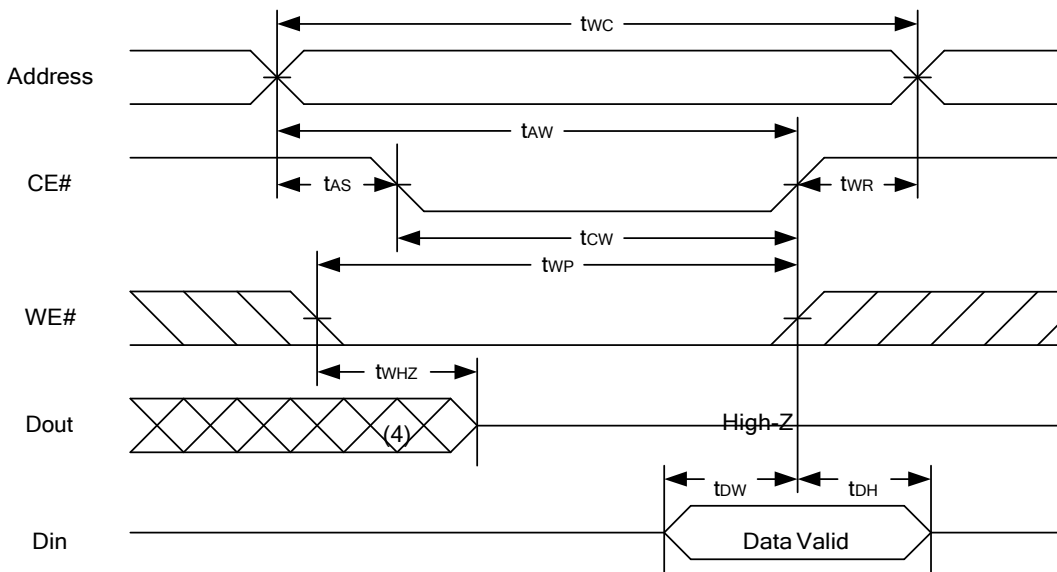 tWC
Address
tAW
CE#
tAS
tWR
tCW
tWP
WE#
tWHZ
Dout
(4)
High-Z
tDW
tDH
Din
Data Valid